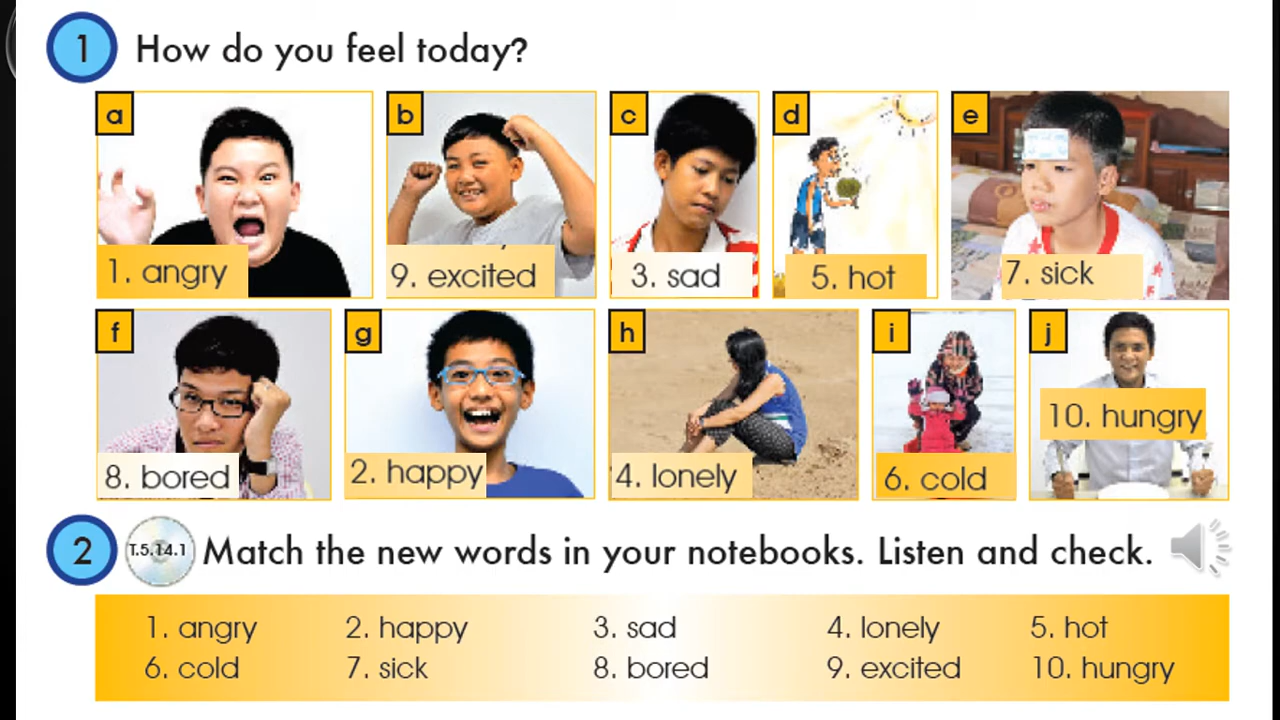 1 How do you feel today?
a
1. angry
b
9. excited
c
3. sad
d
5. hot
e
7. sick
f
8. bored
g
2. happy
h
4. lonely
i
6. cold
j
10. hungry
2 T.5.14.1 Match the new words in your notebooks. Listen and check.
1. angry 2. happy 3. sad 4. lonely 5. hot
6. cold 7. sick 8. bored 9. excited 10. hungry